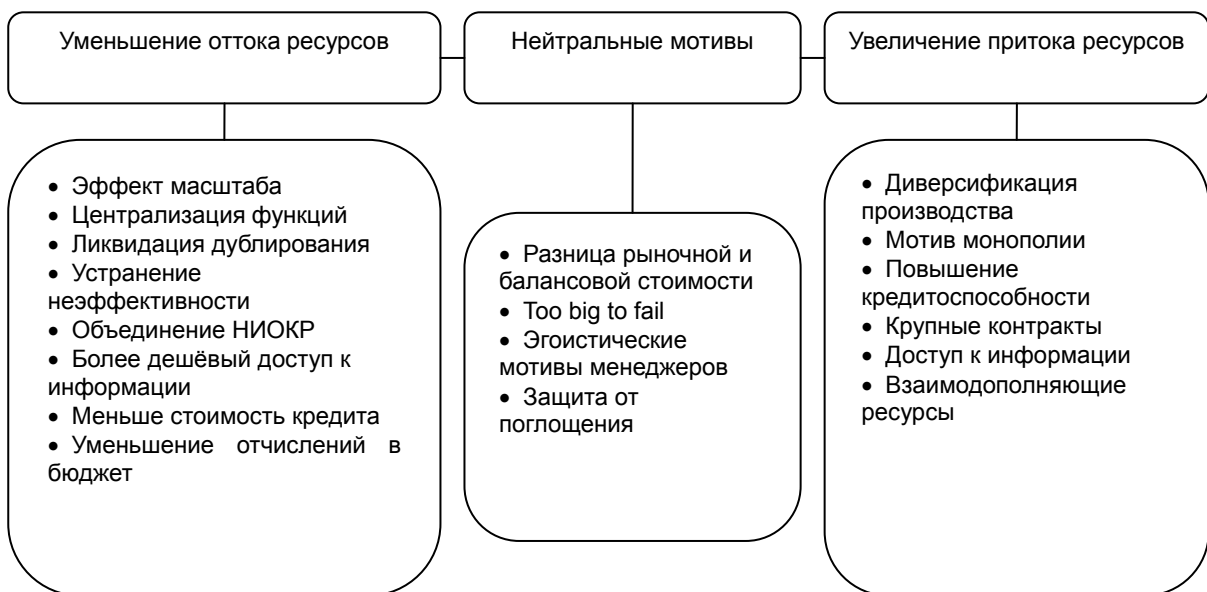 Уменьшение оттока ресурсов
Нейтральные мотивы
Увеличение притока ресурсов
• Эффект масштаба
• Централизация функций
• Ликвидация дублирования
• Устранение
неэффективности
• Объединение НИОКР
• Более дешёвый доступ к
информации
• Меньше стоимость кредита
• Уменьшение отчислений в
бюджет
• Разница рыночной и
балансовой стоимости
• Too big to fail
• Эгоистические
мотивы менеджеров
• Защита от
поглощения
• Диверсификация
производства
• Мотив монополии
• Повышение
кредитоспособности
• Крупные контракты
• Доступ к информации
• Взаимодополняющие
ресурсы